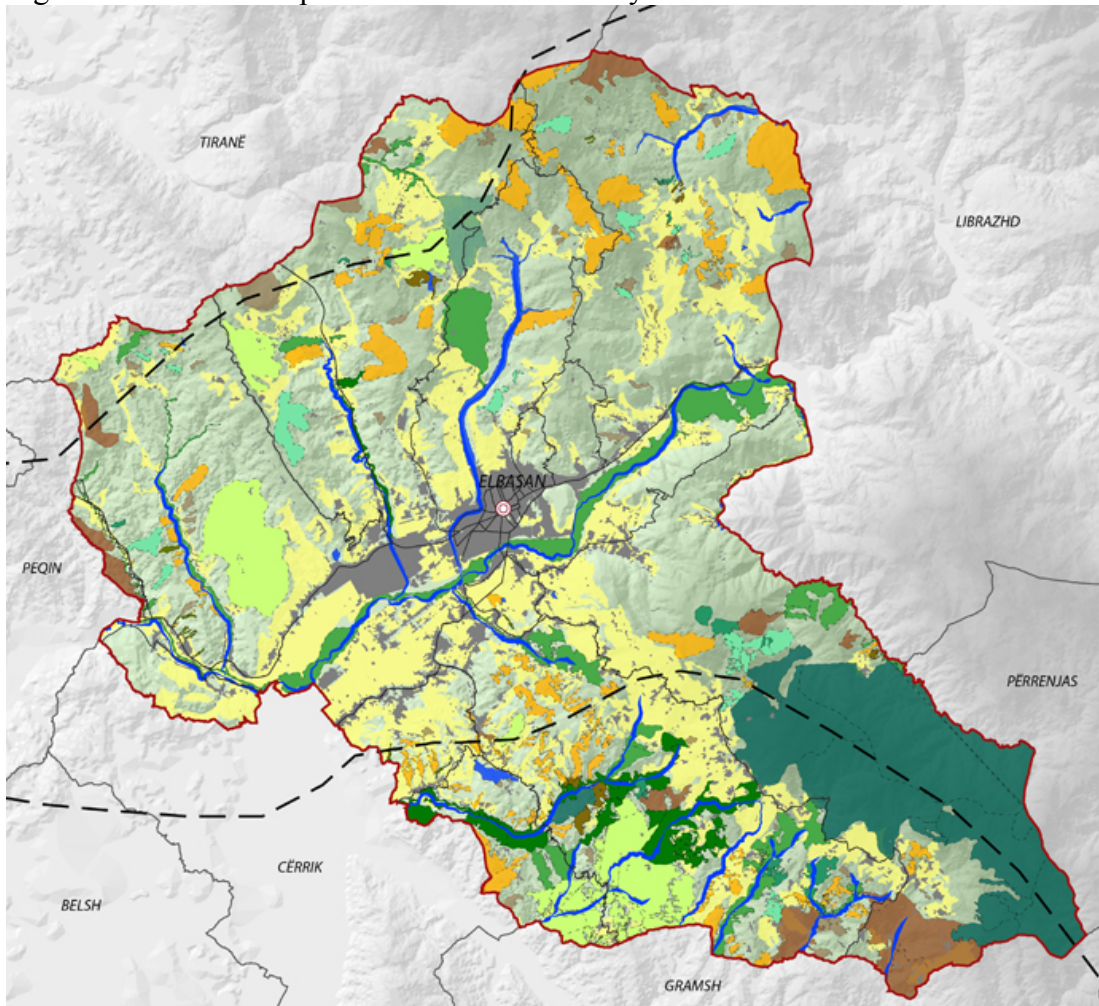 TIRANË
LIBRAZHD
ELBASAN
PEQIN
PËRRENJAS
CËRRIK
BELSH
GRAMSH